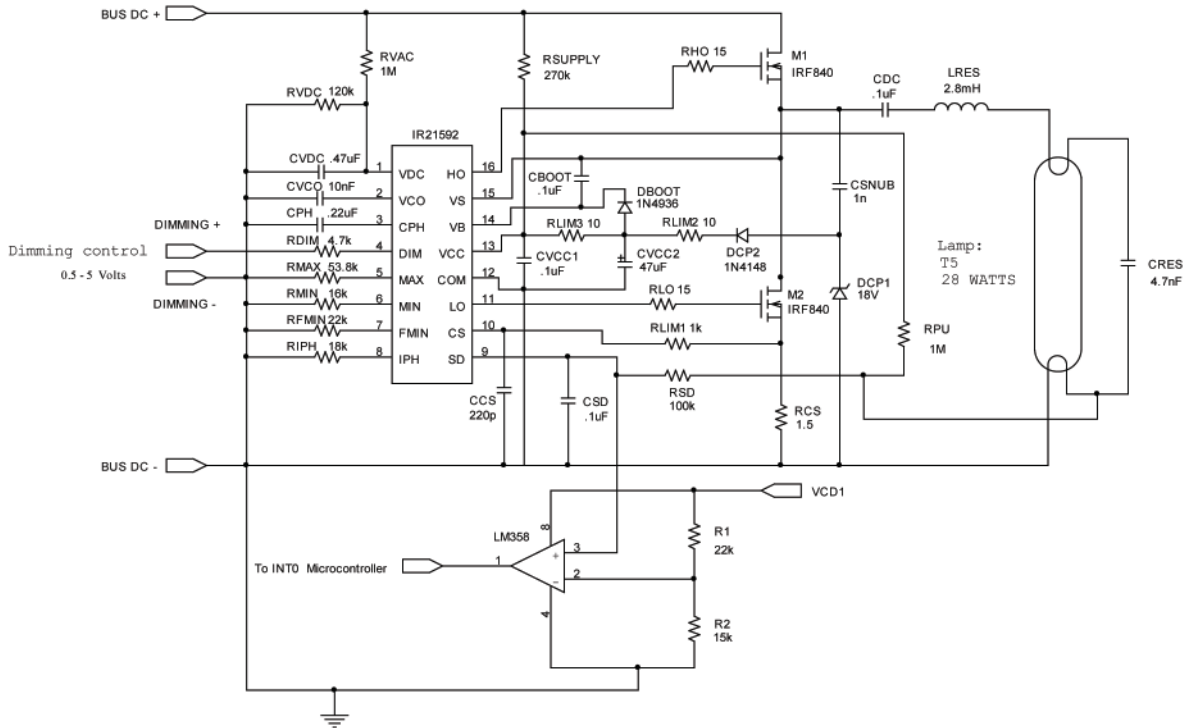 BUS DC +
RVAC
1M
RSUPPLY
270k
RHO 15
M1
IRF840
CDC
.1uF
LRES
2.8mH
RVDC 120k
IR21592
CVDC .47uF
1 VDC HO 16
CVCO 10nF
2 VCO VS 15
CPH .22uF
3 CPH VB 14
CBOOT
.1uF
DBOOT
1N4936
CSNUB
1n
DIMMING +
Dimming control
RDIM 4.7k
4 DIM VCC 13
RLIM3 10
RLIM2 10
0.5 - 5 Volts
RMAX 53.8k
5 MAX COM 12
CVCC1
.1uF
+
CVCC2
47uF
DCP2
1N4148
Lamp:
T5
28 WATTS
CRES
4.7nF
DIMMING -
RMIN 16k
6 MIN LO 11
RLO 15
M2
IRF840
DCP1
18V
RFMIN 22k
7 FMIN CS 10
RLIM1 1k
RPU
1M
RIPH 18k
8 IPH SD 9
CCS
220p
CSD
.1uF
RSD
100k
RCS
1.5
BUS DC -
VCD1
LM358
8
R1
22k
To INT0 Microcontroller
1
+ 3
− 2
4
R2
15k